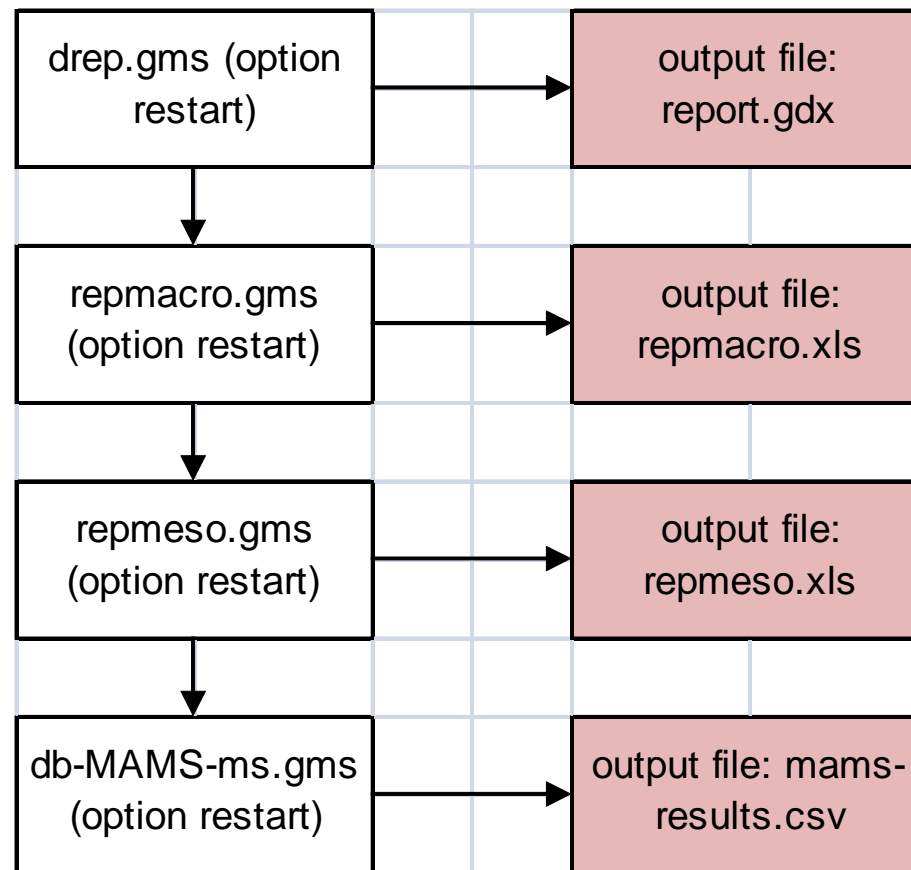 drep.gms (option
restart)
output file:
report.gdx
repmacro.gms
(option restart)
output file:
repmacro.xls
repmeso.gms
(option restart)
output file:
repmeso.xls
db-MAMS-ms.gms
(option restart)
output file: mams-
results.csv